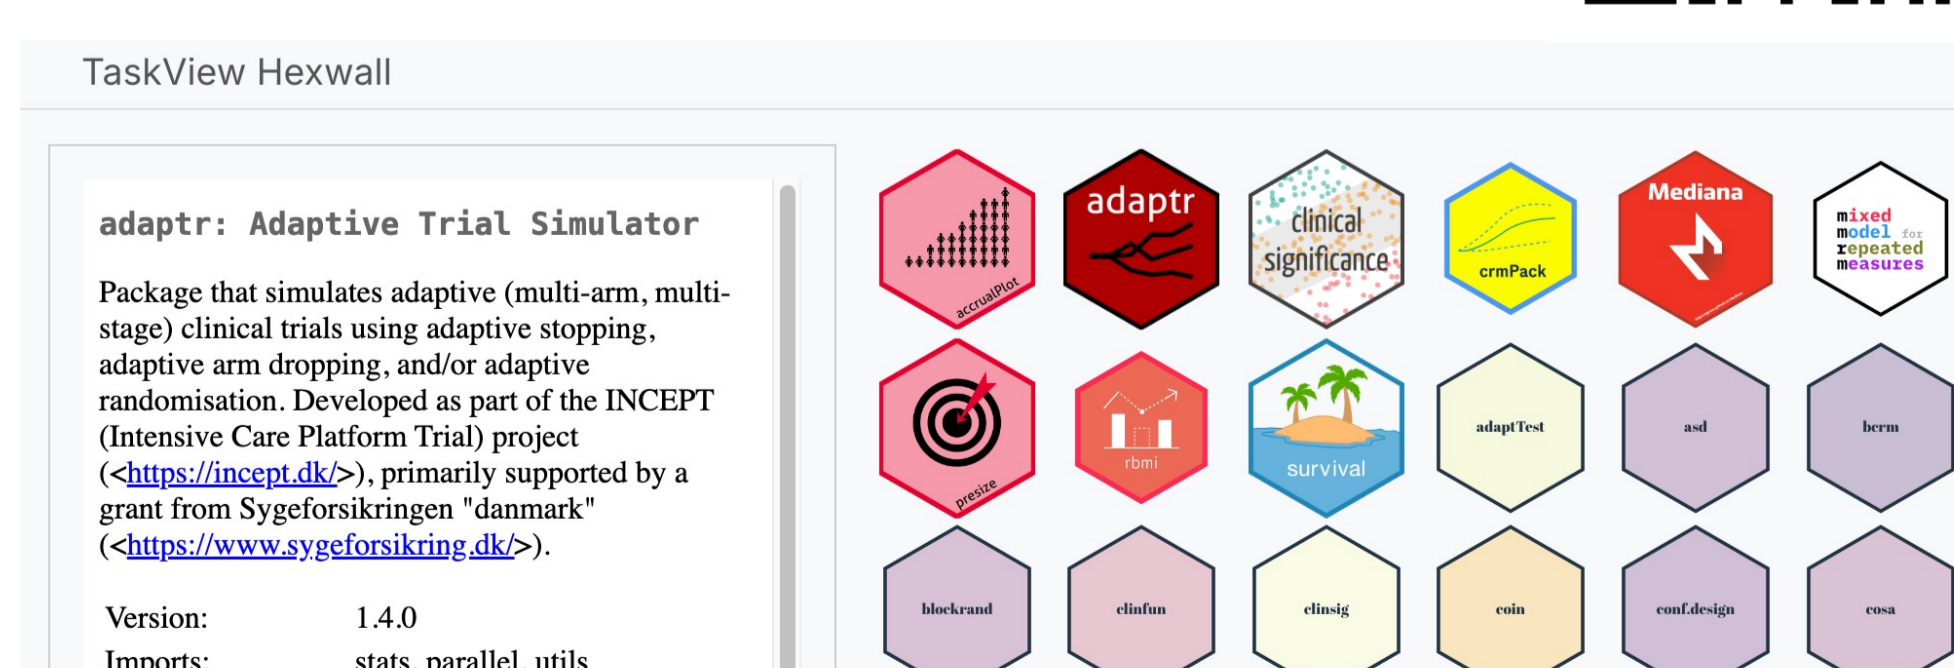 TaskView Hexwall
adaptr: Adaptive Trial Simulator
Package that simulates adaptive (multi-arm, multi-
stage) clinical trials using adaptive stopping,
adaptive arm dropping, and/or adaptive
randomisation. Developed as part of the INCEPT
(Intensive Care Platform Trial) project
(<https://incept.dk/>), primarily supported by a
grant from Sygeforsikringen "danmark"
(<https://www.sygeforsikring.dk/>).
Version: 1.4.0
Imports: stats, parallel, utils
accrualPlot
adaptr
clinical
significance
crmPack
Mediana
mixed
model for
repeated
measures
presize
rbmi
survival
adaptTest
asd
bcrm
blockrand
clinfun
clinsig
coin
conf.design
cosa